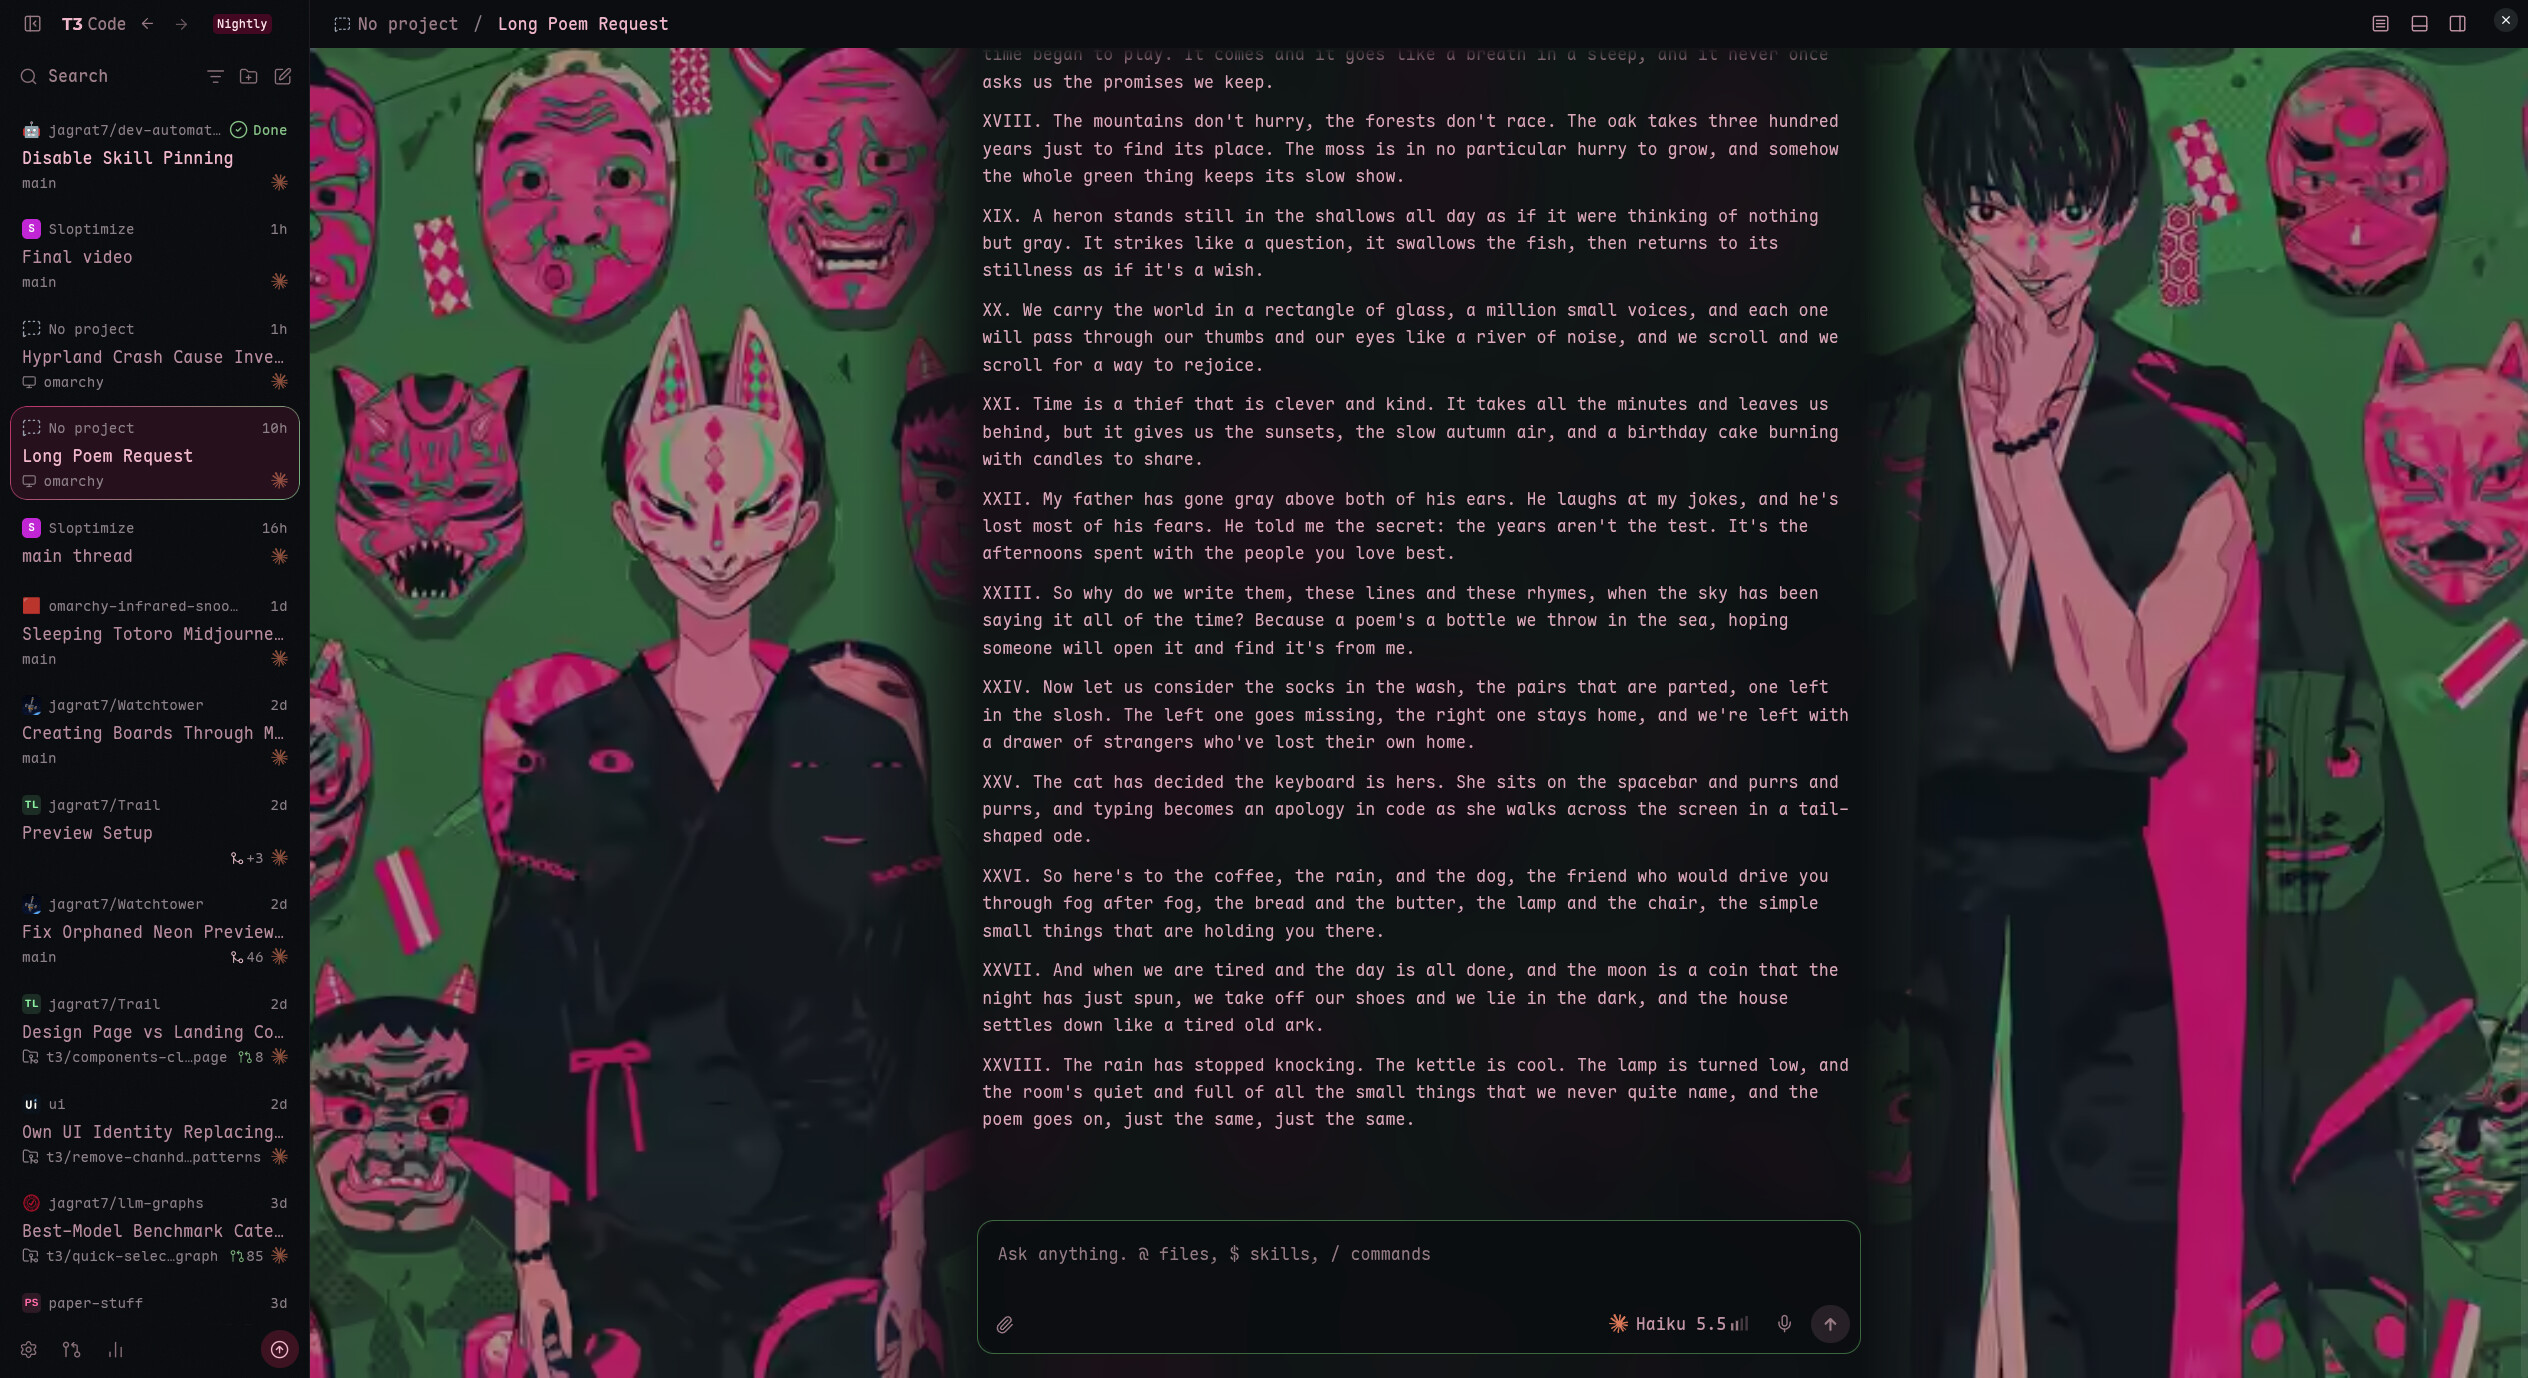 T3 Code
Nightly
Search
jagrat7/dev-automat…
Done
Disable Skill Pinning
main
S
Sloptimize
1h
Final video
main
No project
1h
Hyprland Crash Cause Inve…
omarchy
No project
10h
Long Poem Request
omarchy
S
Sloptimize
16h
main thread
omarchy-infrared-snoo…
1d
Sleeping Totoro Midjourne…
main
jagrat7/Watchtower
2d
Creating Boards Through M…
main
TL
jagrat7/Trail
2d
Preview Setup
+3
jagrat7/Watchtower
2d
Fix Orphaned Neon Preview…
main
46
TL
jagrat7/Trail
2d
Design Page vs Landing Co…
t3/components-cl…page
8
Ui
ui
2d
Own UI Identity Replacing…
t3/remove-chanhd…patterns
jagrat7/llm-graphs
3d
Best-Model Benchmark Cate…
t3/quick-selec…graph
85
PS
paper-stuff
3d
No project / Long Poem Request
time began to play. It comes and it goes like a breath in a sleep, and it never once
asks us the promises we keep.
XVIII. The mountains don't hurry, the forests don't race. The oak takes three hundred
years just to find its place. The moss is in no particular hurry to grow, and somehow
the whole green thing keeps its slow show.
XIX. A heron stands still in the shallows all day as if it were thinking of nothing
but gray. It strikes like a question, it swallows the fish, then returns to its
stillness as if it's a wish.
XX. We carry the world in a rectangle of glass, a million small voices, and each one
will pass through our thumbs and our eyes like a river of noise, and we scroll and we
scroll for a way to rejoice.
XXI. Time is a thief that is clever and kind. It takes all the minutes and leaves us
behind, but it gives us the sunsets, the slow autumn air, and a birthday cake burning
with candles to share.
XXII. My father has gone gray above both of his ears. He laughs at my jokes, and he's
lost most of his fears. He told me the secret: the years aren't the test. It's the
afternoons spent with the people you love best.
XXIII. So why do we write them, these lines and these rhymes, when the sky has been
saying it all of the time? Because a poem's a bottle we throw in the sea, hoping
someone will open it and find it's from me.
XXIV. Now let us consider the socks in the wash, the pairs that are parted, one left
in the slosh. The left one goes missing, the right one stays home, and we're left with
a drawer of strangers who've lost their own home.
XXV. The cat has decided the keyboard is hers. She sits on the spacebar and purrs and
purrs, and typing becomes an apology in code as she walks across the screen in a tail-
shaped ode.
XXVI. So here's to the coffee, the rain, and the dog, the friend who would drive you
through fog after fog, the bread and the butter, the lamp and the chair, the simple
small things that are holding you there.
XXVII. And when we are tired and the day is all done, and the moon is a coin that the
night has just spun, we take off our shoes and we lie in the dark, and the house
settles down like a tired old ark.
XXVIII. The rain has stopped knocking. The kettle is cool. The lamp is turned low, and
the room's quiet and full of all the small things that we never quite name, and the
poem goes on, just the same, just the same.
Ask anything. @ files, $ skills, / commands
Haiku 5.5